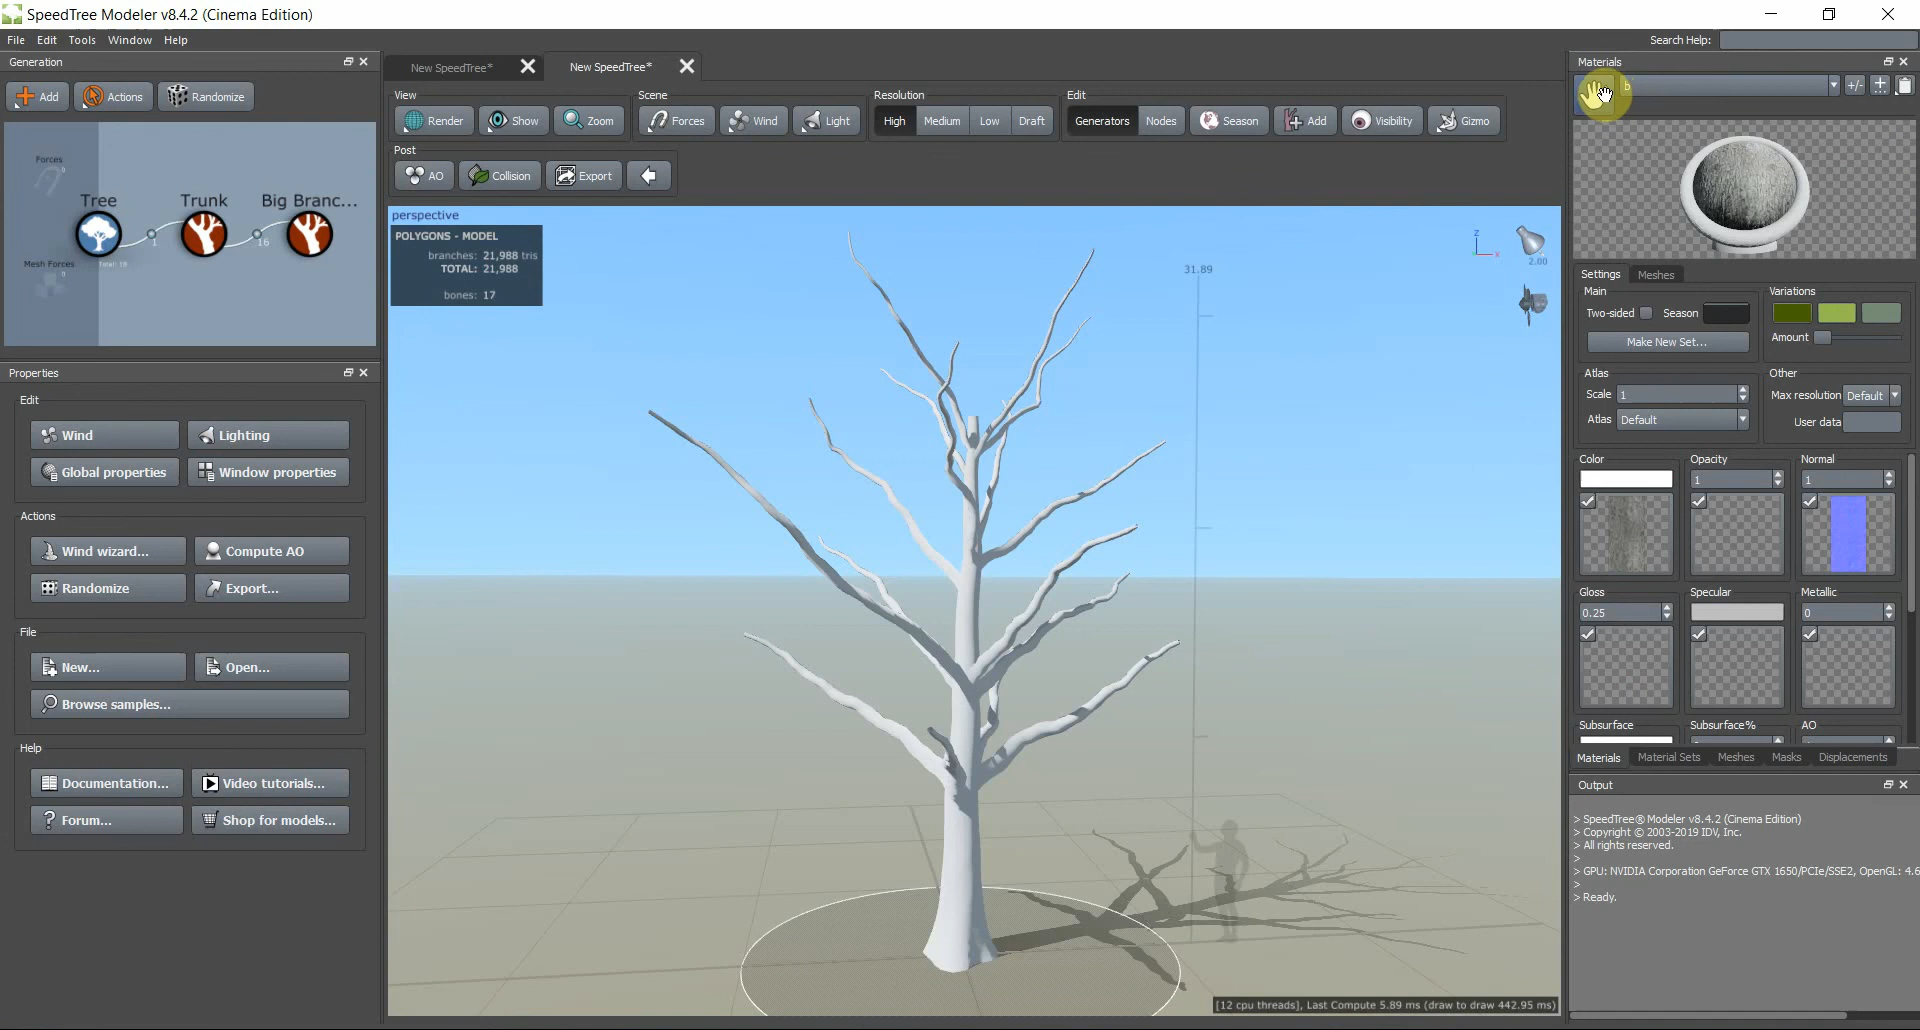 SpeedTree Modeler v8.4.2 (Cinema Edition)
File Edit Tools Window Help
Search Help:
Generation
Add Actions Randomize
Forces
0
Tree Trunk Big Branc...
1 16
Mesh Forces
0
Properties
Edit
Wind Lighting
Global properties Window properties
Actions
Wind wizard... Compute AO
Randomize Export...
File
New... Open...
Browse samples...
Help
Documentation... Video tutorials...
Forum... Shop for models...
New SpeedTree* New SpeedTree*
View Scene Resolution Edit
Render Show Zoom Forces Wind Light High Medium Low Draft Generators Nodes Season Add Visibility Gizmo
Post
AO Collision Export
perspective
POLYGONS - MODEL
branches: 21,988 tris
TOTAL: 21,988
bones: 17
31.89
z
x
2.00
[12 cpu threads], Last Compute 5.89 ms (draw to draw 442.95 ms)
Materials
b
+/-
Settings Meshes
Main Variations
Two-sided Season
Make New Set... Amount
Atlas Other
Scale 1 Max resolution Default
Atlas Default User data
Color Opacity Normal
1 1
Gloss Specular Metallic
0.25 0
Subsurface Subsurface% AO
Materials Material Sets Meshes Masks Displacements
Output
> SpeedTree® Modeler v8.4.2 (Cinema Edition)
> Copyright © 2003-2019 IDV, Inc.
> All rights reserved.
>
> GPU: NVIDIA Corporation GeForce GTX 1650/PCIe/SSE2, OpenGL: 4.6
>
> Ready.